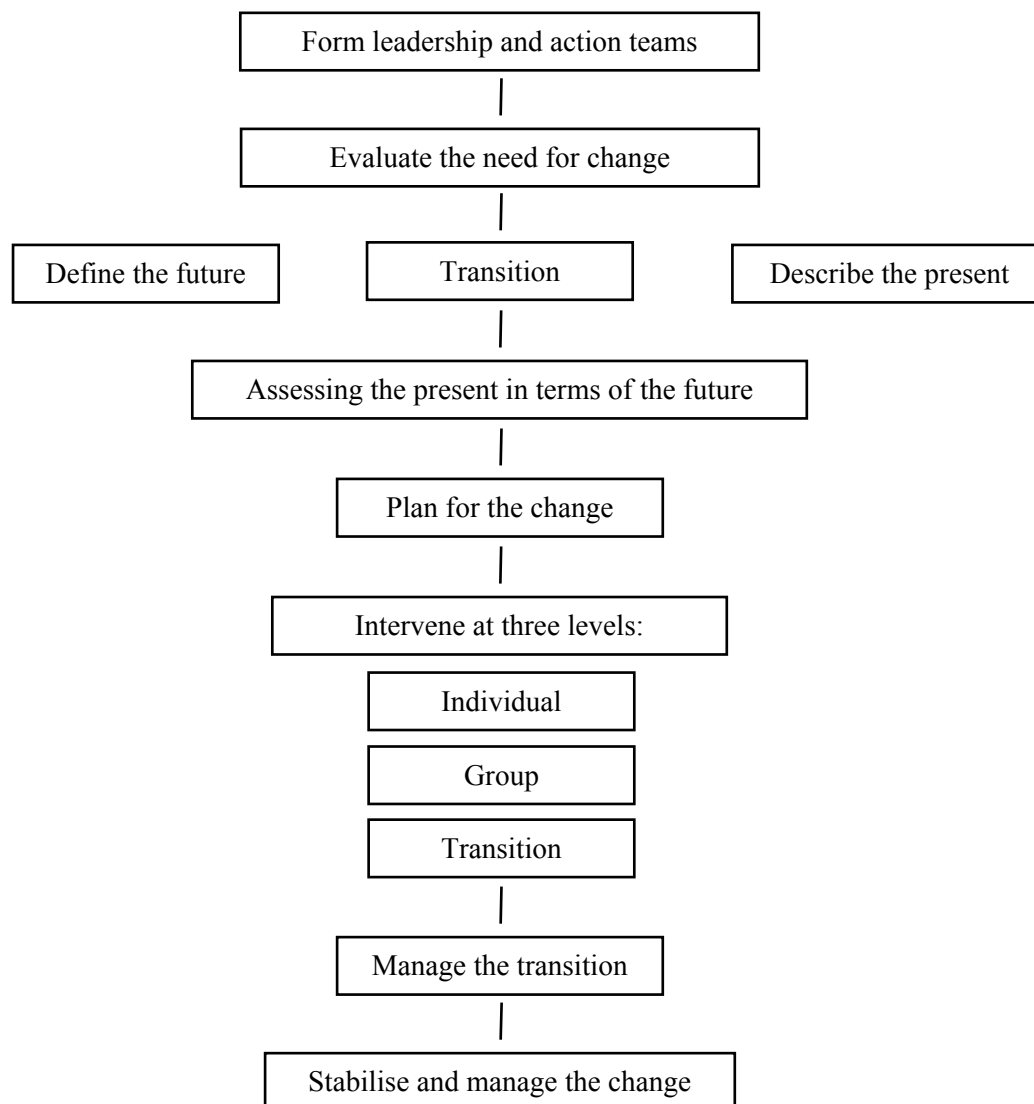 Form leadership and action teams
Evaluate the need for change
Define the future
Transition
Describe the present
Assessing the present in terms of the future
Plan for the change
Intervene at three levels:
Individual
Group
Transition
Manage the transition
Stabilise and manage the change